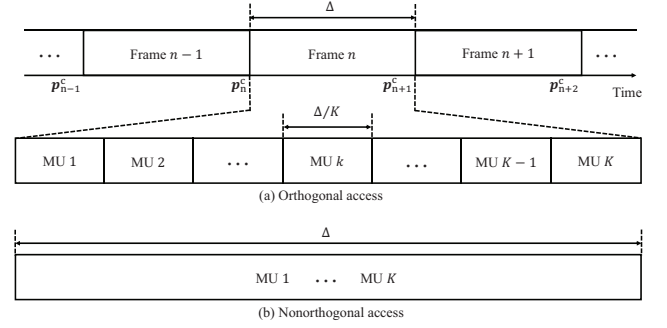 Δ
... Frame n − 1 Frame n Frame n + 1 ...
p^c_{n−1} p^c_n p^c_{n+1} p^c_{n+2} Time
Δ/K
MU 1 MU 2 ... MU k ... MU K − 1 MU K
(a) Orthogonal access
Δ
MU 1 ... MU K
(b) Nonorthogonal access